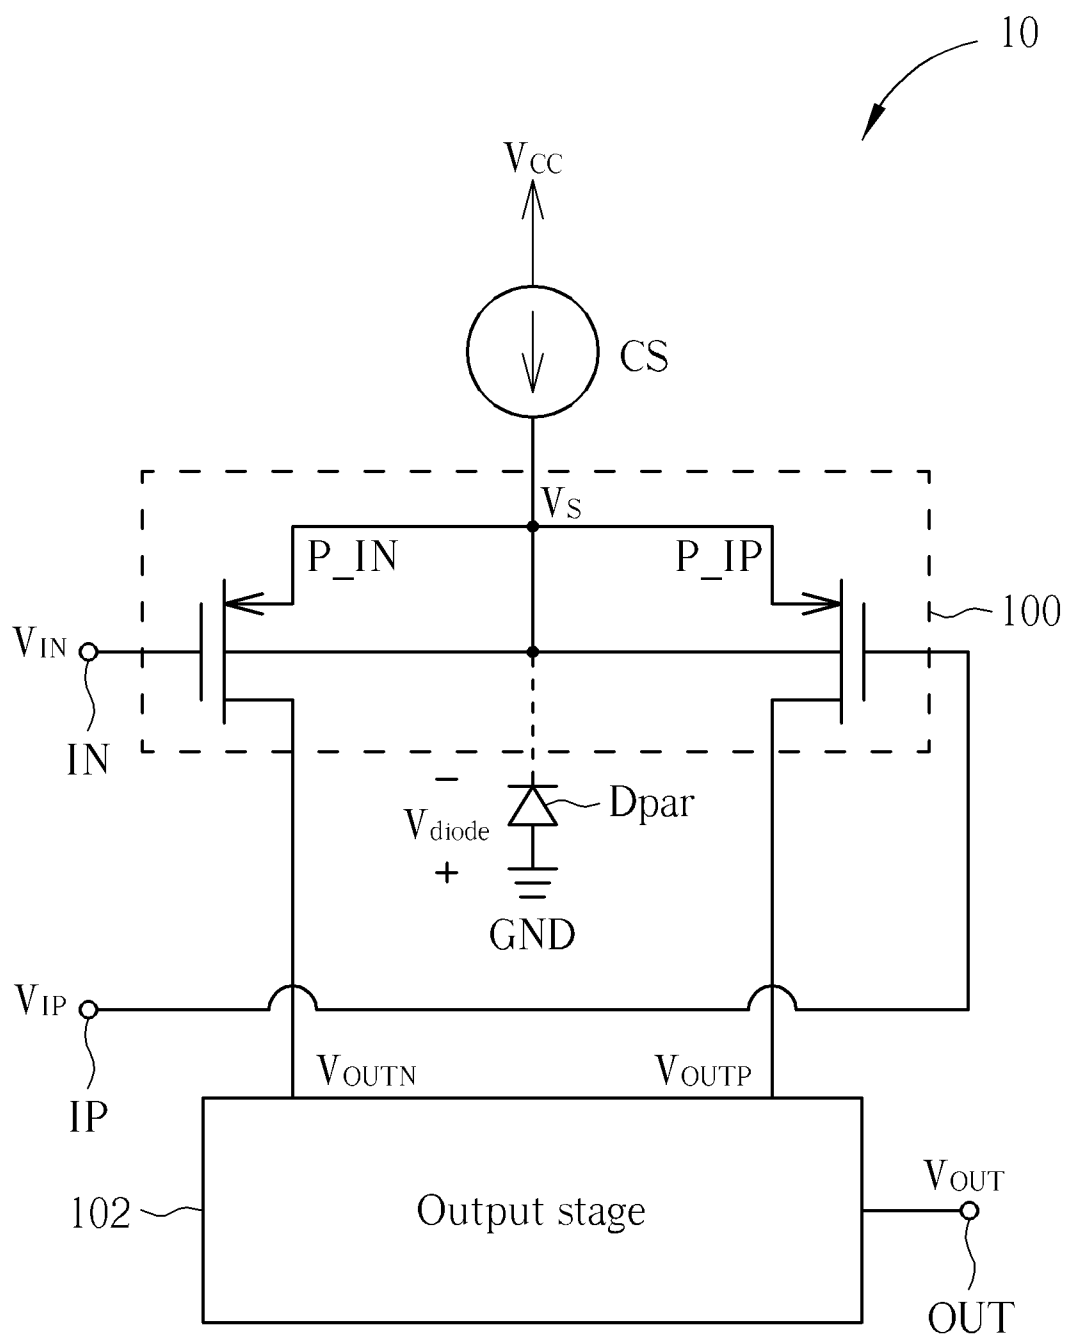 10
VCC
CS
VS
P_IN
P_IP
100
VIN
IN
−
Dpar
Vdiode
+
GND
VIP
IP
VOUTN
VOUTP
102
Output stage
VOUT
OUT